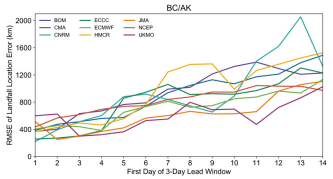 BC/AK
RMSE of Landfall Location Error (km)
2000
1600
1200
800
400
0
BOM ECCC JMA
CMA ECMWF NCEP
CNRM HMCR UKMO
1 2 3 4 5 6 7 8 9 10 11 12 13 14
First Day of 3-Day Lead Window